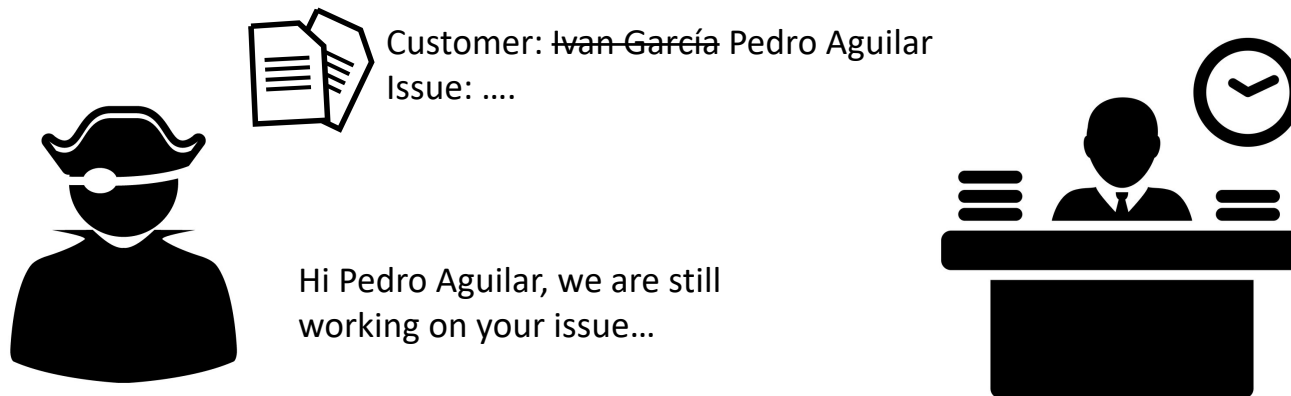 Customer: Ivan García Pedro Aguilar
Issue: ....
Hi Pedro Aguilar, we are still
working on your issue…